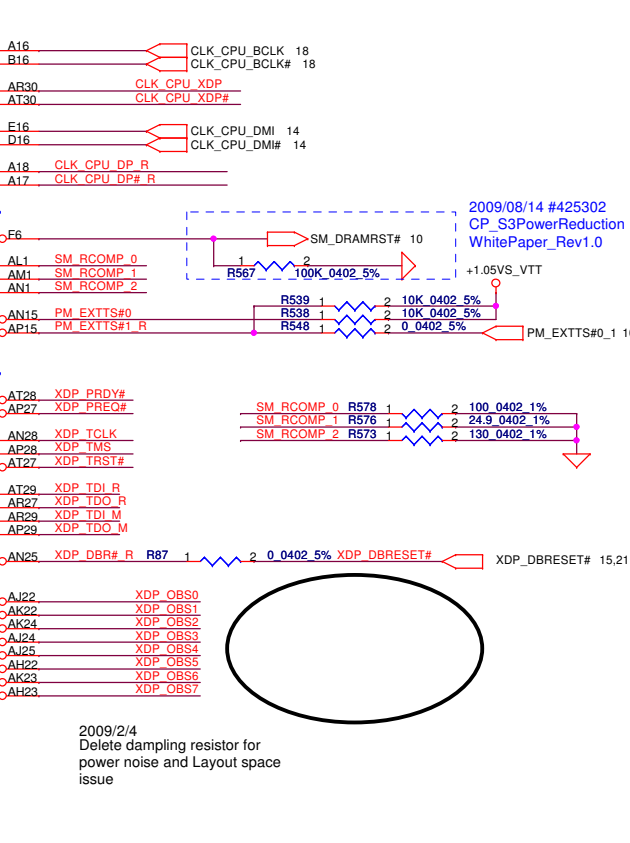 A16 CLK_CPU_BCLK 18
B16 CLK_CPU_BCLK# 18
AR30 CLK_CPU_XDP
AT30 CLK_CPU_XDP#
E16 CLK_CPU_DMI 14
D16 CLK_CPU_DMI# 14
A18 CLK_CPU_DP_R
A17 CLK_CPU_DP#_R
2009/08/14 #425302
CP_S3PowerReduction
WhitePaper_Rev1.0
F6 SM_DRAMRST# 10
1 2
R567 100K_0402_5%
+1.05VS_VTT
AL1 SM_RCOMP_0
AM1 SM_RCOMP_1
AN1 SM_RCOMP_2
R539 1 2 10K_0402_5%
AN15 PM_EXTTS#0 R538 1 2 10K_0402_5%
AP15 PM_EXTTS#1_R R548 1 2 0_0402_5% PM_EXTTS#0_1
AT28 XDP_PRDY#
AP27 XDP_PREQ#
SM_RCOMP_0 R578 1 2 100_0402_1%
SM_RCOMP_1 R576 1 2 24.9_0402_1%
SM_RCOMP_2 R573 1 2 130_0402_1%
AN28 XDP_TCLK
AP28 XDP_TMS
AT27 XDP_TRST#
AT29 XDP_TDI_R
AR27 XDP_TDO_R
AR29 XDP_TDI_M
AP29 XDP_TDO_M
AN25 XDP_DBR#_R R87 1 2 0_0402_5% XDP_DBRESET# XDP_DBRESET# 15,21
AJ22 XDP_OBS0
AK22 XDP_OBS1
AK24 XDP_OBS2
AJ24 XDP_OBS3
AJ25 XDP_OBS4
AH22 XDP_OBS5
AK23 XDP_OBS6
AH23 XDP_OBS7
2009/2/4
Delete dampling resistor for
power noise and Layout space
issue